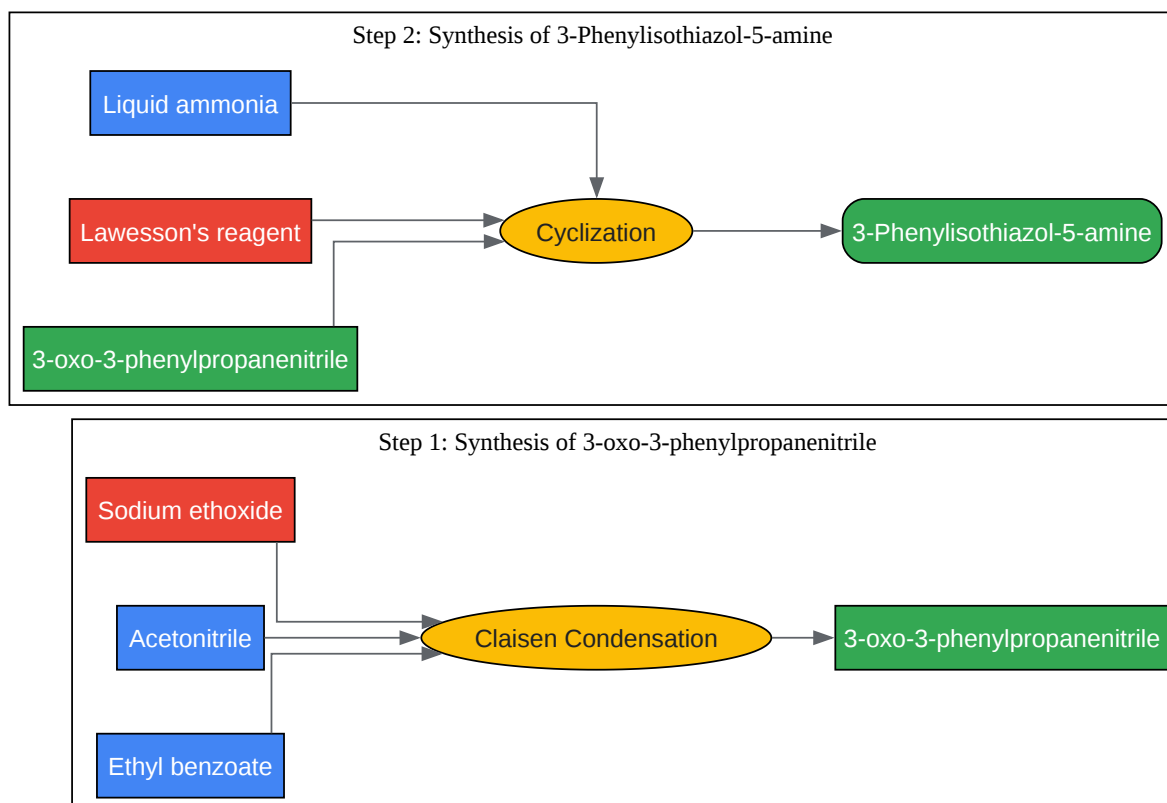 Step 2: Synthesis of 3-Phenylisothiazol-5-amine
Liquid ammonia
Lawesson's reagent
Cyclization
3-Phenylisothiazol-5-amine
3-oxo-3-phenylpropanenitrile
Step 1: Synthesis of 3-oxo-3-phenylpropanenitrile
Sodium ethoxide
Acetonitrile
Claisen Condensation
3-oxo-3-phenylpropanenitrile
Ethyl benzoate